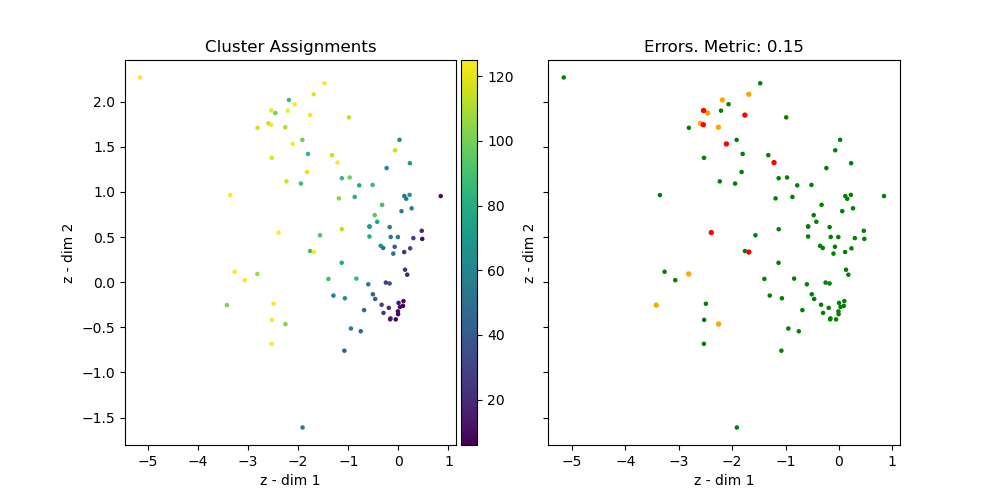 Cluster Assignments
Errors. Metric: 0.15
z - dim 2
2.0
1.5
1.0
0.5
0.0
−0.5
−1.0
−1.5
−5 −4 −3 −2 −1 0 1
z - dim 1
120
100
80
60
40
20
z - dim 2
−5 −4 −3 −2 −1 0 1
z - dim 1